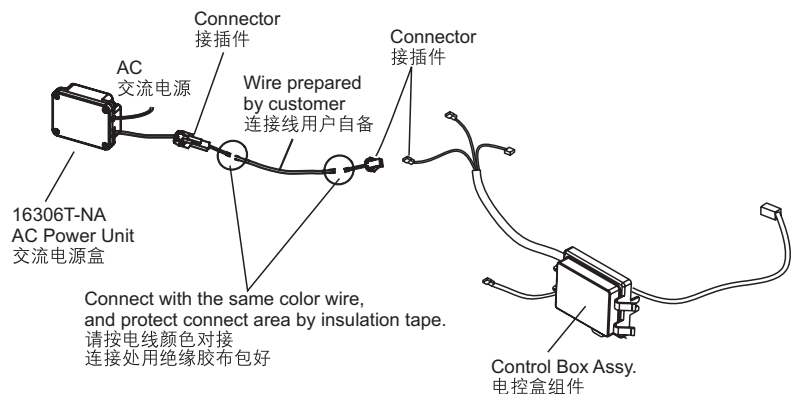 Connector
接插件
Connector
接插件
AC
交流电源
Wire prepared
by customer
连接线用户自备
16306T-NA
AC Power Unit
交流电源盒
Connect with the same color wire,
and protect connect area by insulation tape.
请按电线颜色对接
连接处用绝缘胶布包好
Control Box Assy.
电控盒组件